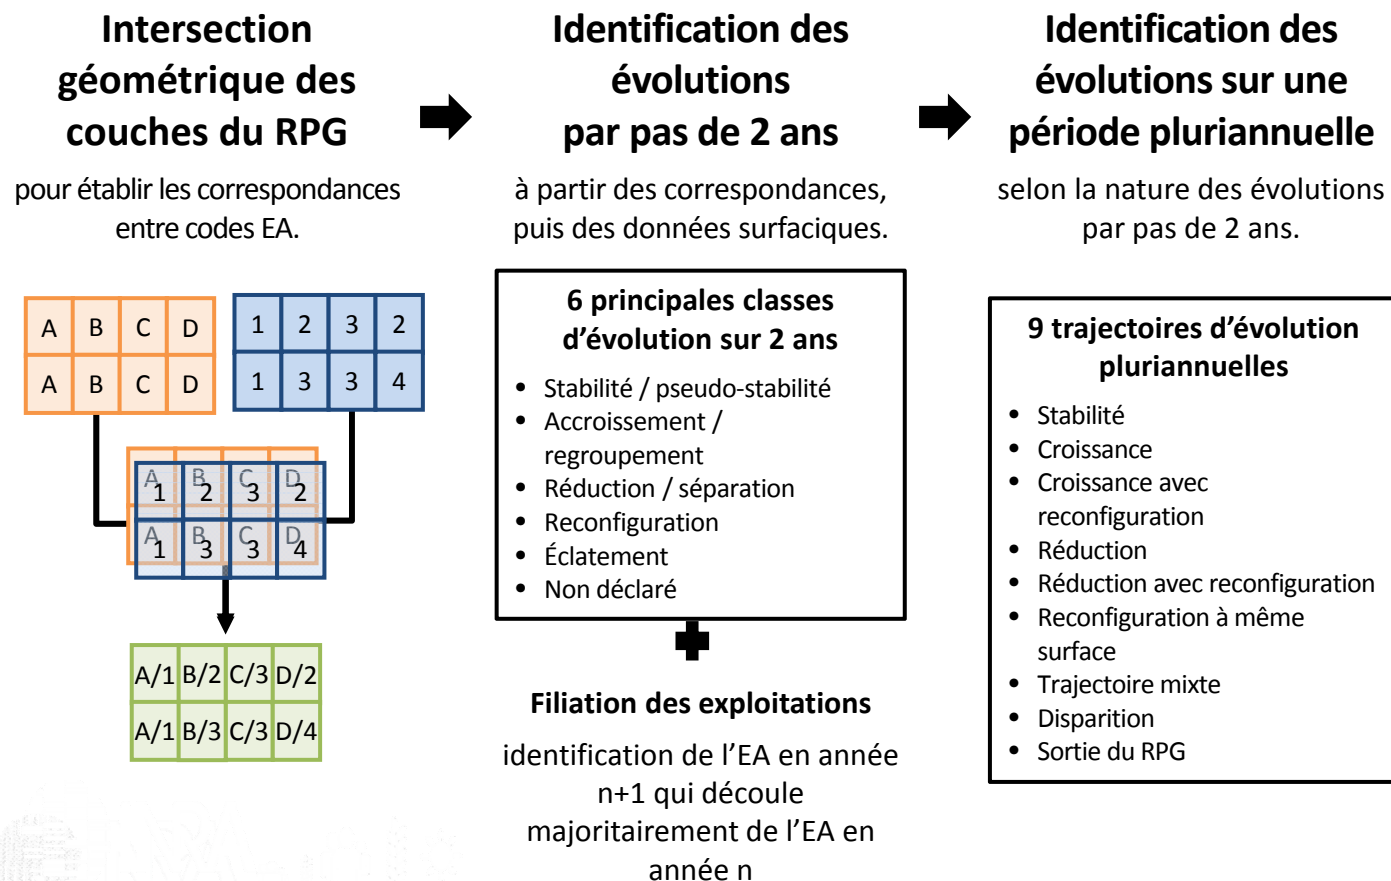 Intersection
géométrique des
couches du RPG
pour établir les correspondances
entre codes EA.
A B C D
A B C D
1 2 3 2
1 3 3 4
A B C D
1 2 3 2
A B C D
1 3 3 4
A/1 B/2 C/3 D/2
A/1 B/3 C/3 D/4
Identification des
évolutions
par pas de 2 ans
à partir des correspondances,
puis des données surfaciques.
6 principales classes
d'évolution sur 2 ans
• Stabilité / pseudo-stabilité
• Accroissement /
regroupement
• Réduction / séparation
• Reconfiguration
• Éclatement
• Non déclaré
Filiation des exploitations
identification de l'EA en année
n+1 qui découle
majoritairement de l'EA en
année n
Identification des
évolutions sur une
période pluriannuelle
selon la nature des évolutions
par pas de 2 ans.
9 trajectoires d'évolution
pluriannuelles
• Stabilité
• Croissance
• Croissance avec
reconfiguration
• Réduction
• Réduction avec reconfiguration
• Reconfiguration à même
surface
• Trajectoire mixte
• Disparition
• Sortie du RPG